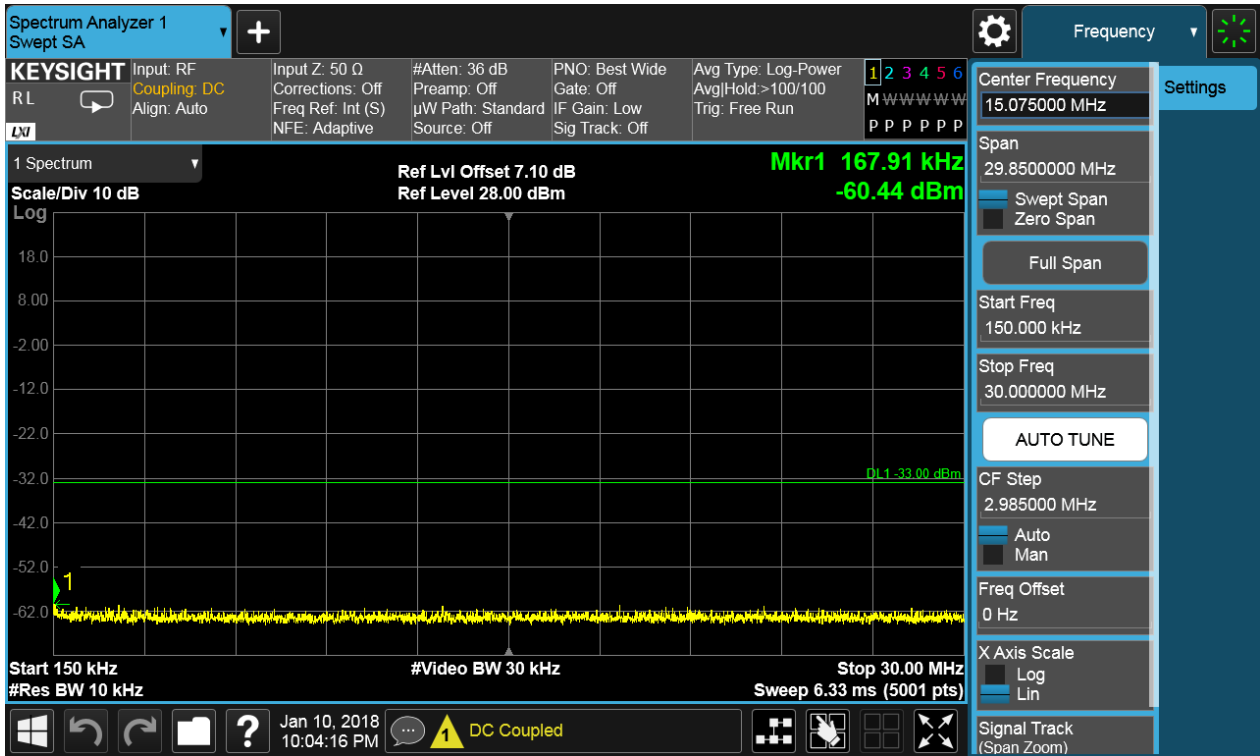 Spectrum Analyzer 1
Swept SA
+
Frequency
KEYSIGHT
RL
LXI
Input: RF
Coupling: DC
Align: Auto
Input Z: 50 Ω
Corrections: Off
Freq Ref: Int (S)
NFE: Adaptive
#Atten: 36 dB
Preamp: Off
µW Path: Standard
Source: Off
PNO: Best Wide
Gate: Off
IF Gain: Low
Sig Track: Off
Avg Type: Log-Power
Avg|Hold:>100/100
Trig: Free Run
1 2 3 4 5 6
M W W W W W
P P P P P P
1 Spectrum
Scale/Div 10 dB
Log
Ref Lvl Offset 7.10 dB
Ref Level 28.00 dBm
Mkr1 167.91 kHz
-60.44 dBm
18.0
8.00
-2.00
-12.0
-22.0
-32.0
-42.0
-52.0
-62.0
DL1 -33.00 dBm
1
Start 150 kHz
#Res BW 10 kHz
#Video BW 30 kHz
Stop 30.00 MHz
Sweep 6.33 ms (5001 pts)
Center Frequency
15.075000 MHz
Span
29.8500000 MHz
Swept Span
Zero Span
Full Span
Start Freq
150.000 kHz
Stop Freq
30.000000 MHz
AUTO TUNE
CF Step
2.985000 MHz
Auto
Man
Freq Offset
0 Hz
X Axis Scale
Log
Lin
Signal Track
(Span Zoom)
Settings
?
Jan 10, 2018
10:04:16 PM
1
DC Coupled